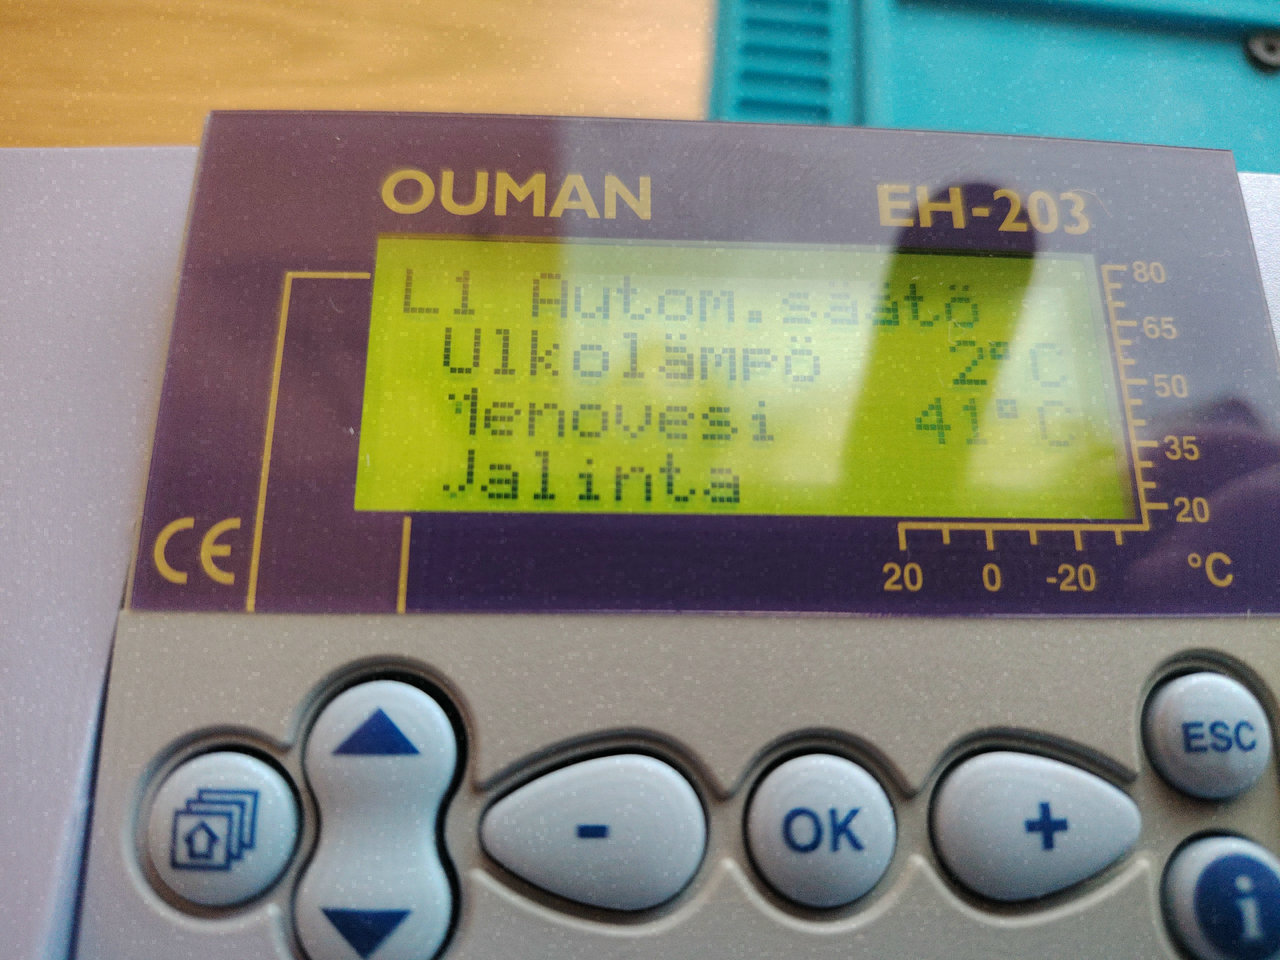 OUMAN EH-203
L1 Autom.säätö
Ulkolämpö 2°C
Menovesi 41°C
Valinta
80
65
50
35
20
20 0 -20 °C
CE
- OK +
ESC
i